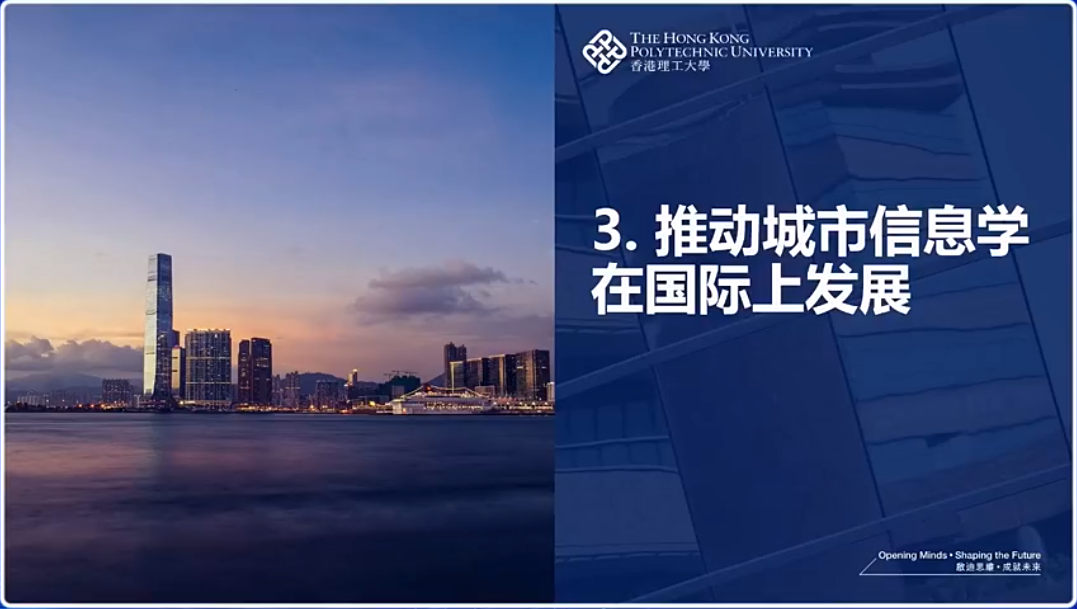 THE HONG KONG
POLYTECHNIC UNIVERSITY
香港理工大學
3. 推动城市信息学
在国际上发展
Opening Minds • Shaping the Future
啟迪思維 • 成就未來